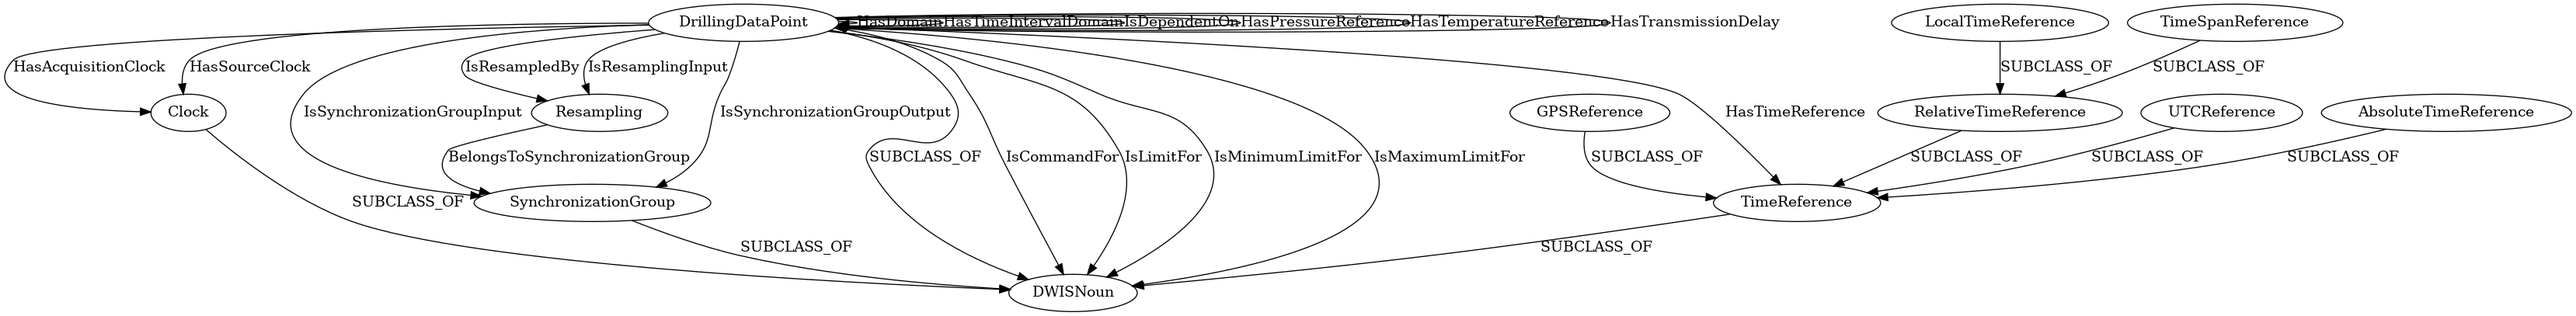 DrillingDataPoint
HasDomain
HasTimeIntervalDomain
IsDependentOn
HasPressureReference
HasTemperatureReference
HasTransmissionDelay
LocalTimeReference
TimeSpanReference
HasAcquisitionClock
HasSourceClock
IsResampledBy
IsResamplingInput
SUBCLASS_OF
SUBCLASS_OF
Clock
IsSynchronizationGroupInput
Resampling
IsSynchronizationGroupOutput
GPSReference
HasTimeReference
RelativeTimeReference
UTCReference
AbsoluteTimeReference
BelongsToSynchronizationGroup
SUBCLASS_OF
IsCommandFor
IsLimitFor
IsMinimumLimitFor
IsMaximumLimitFor
SUBCLASS_OF
SUBCLASS_OF
SUBCLASS_OF
SUBCLASS_OF
SUBCLASS_OF
SynchronizationGroup
TimeReference
SUBCLASS_OF
SUBCLASS_OF
DWISNoun